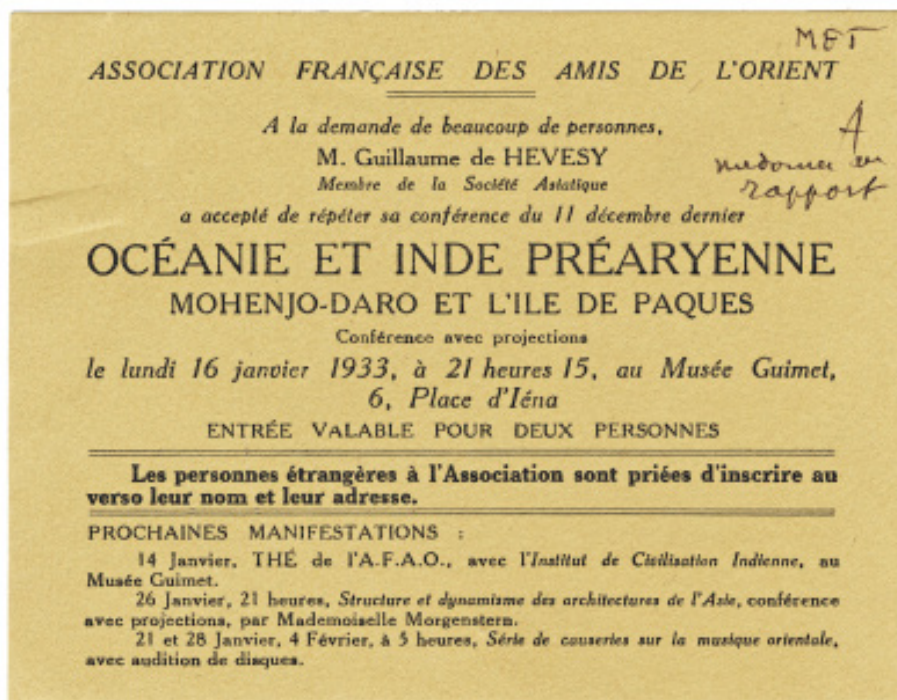 MET
ASSOCIATION FRANÇAISE DES AMIS DE L'ORIENT
A la demande de beaucoup de personnes,
M. Guillaume de HEVESY
Membre de la Société Asiatique
a accepté de répéter sa conférence du 11 décembre dernier
rapport
OCÉANIE ET INDE PRÉARYENNE
MOHENJO-DARO ET L'ILE DE PAQUES
Conférence avec projections
le lundi 16 janvier 1933, à 21 heures 15, au Musée Guimet,
6, Place d'Iéna
ENTRÉE VALABLE POUR DEUX PERSONNES
Les personnes étrangères à l'Association sont priées d'inscrire au
verso leur nom et leur adresse.
PROCHAINES MANIFESTATIONS :
14 Janvier, THÉ de l'A.F.A.O., avec l'Institut de Civilisation Indienne, au
Musée Guimet.
26 Janvier, 21 heures, Structure et dynamisme des architectures de l'Asie, conférence
avec projections, par Mademoiselle Morgenstern.
21 et 28 Janvier, 4 Février, à 5 heures, Série de causeries sur la musique orientale,
avec audition de disques.